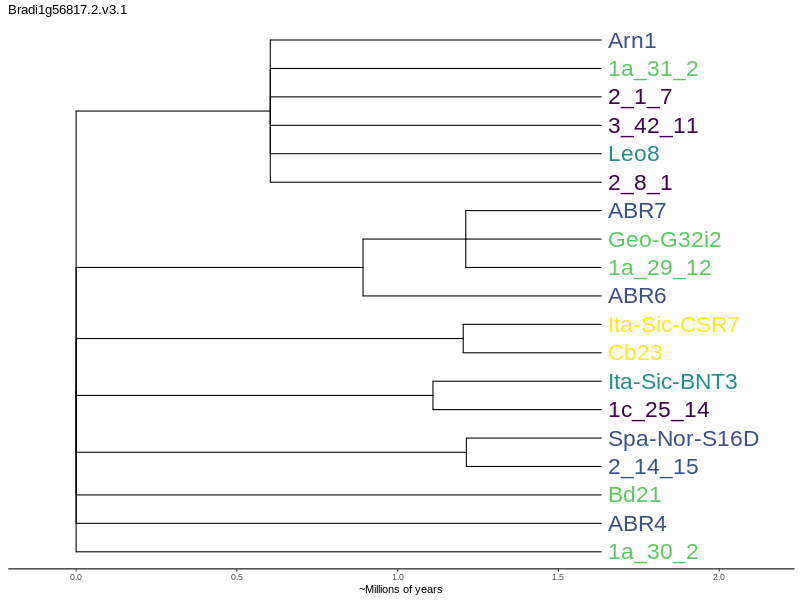 Bradi1g56817.2.v3.1
Arn1
1a_31_2
2_1_7
3_42_11
Leo8
2_8_1
ABR7
Geo-G32i2
1a_29_12
ABR6
Ita-Sic-CSR7
Cb23
Ita-Sic-BNT3
1c_25_14
Spa-Nor-S16D
2_14_15
Bd21
ABR4
1a_30_2
0.0 0.5 1.0 1.5 2.0
~Millions of years